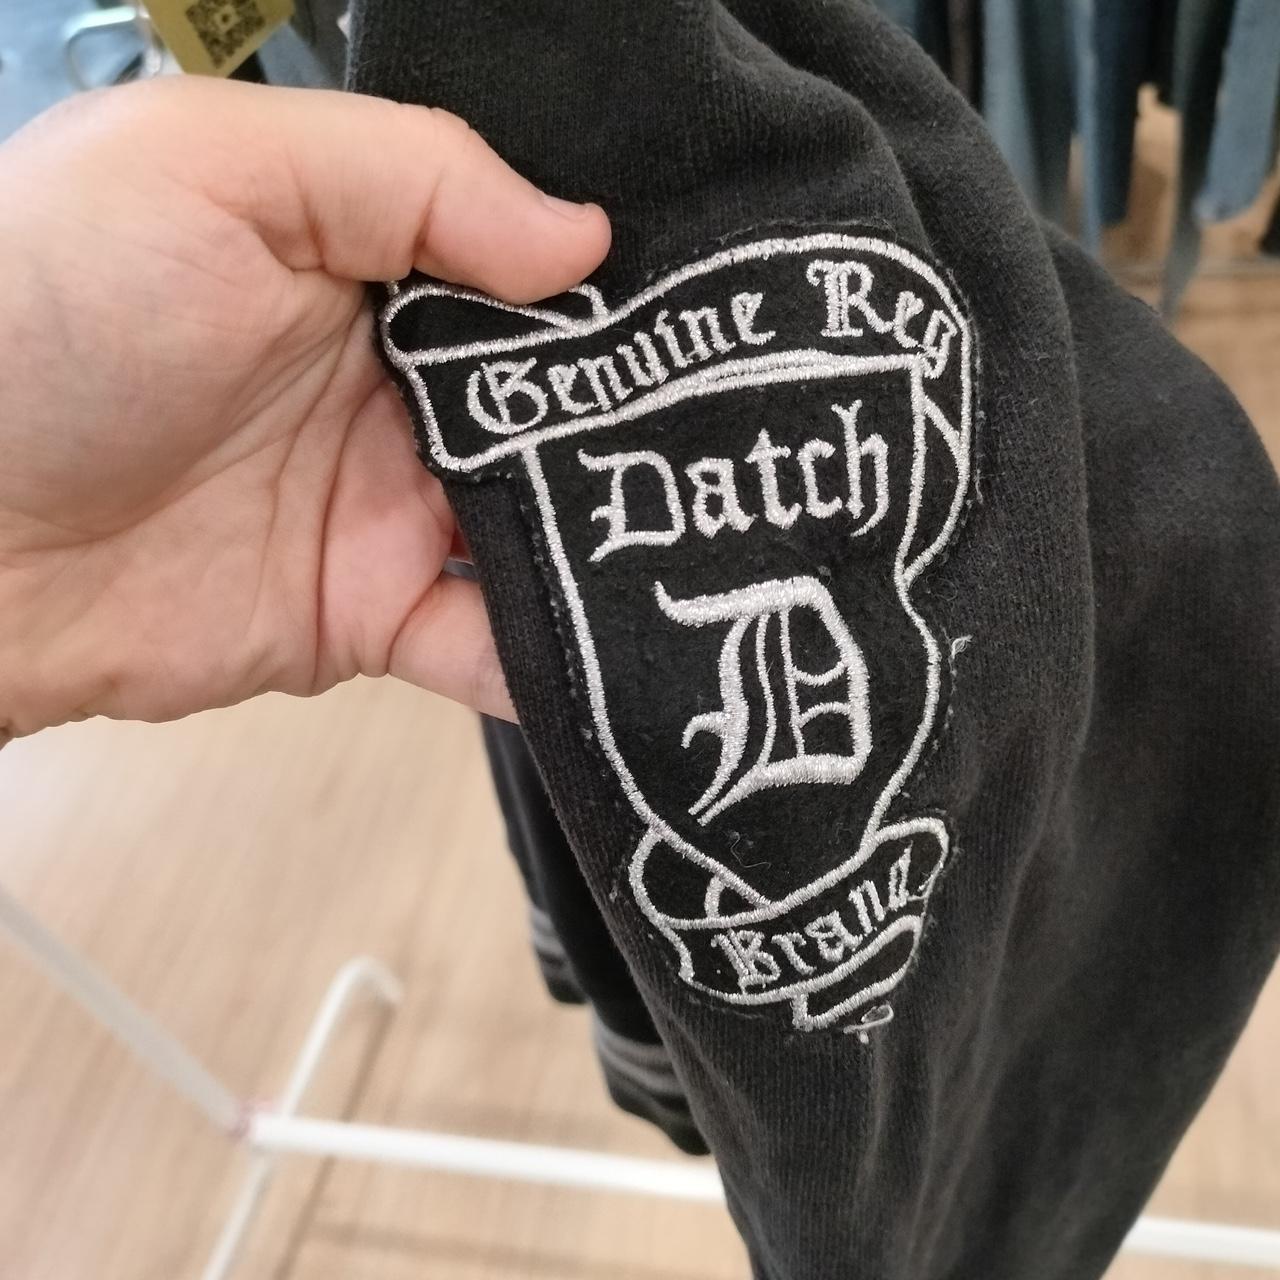 Genuine Reg
Datch
D
Brand